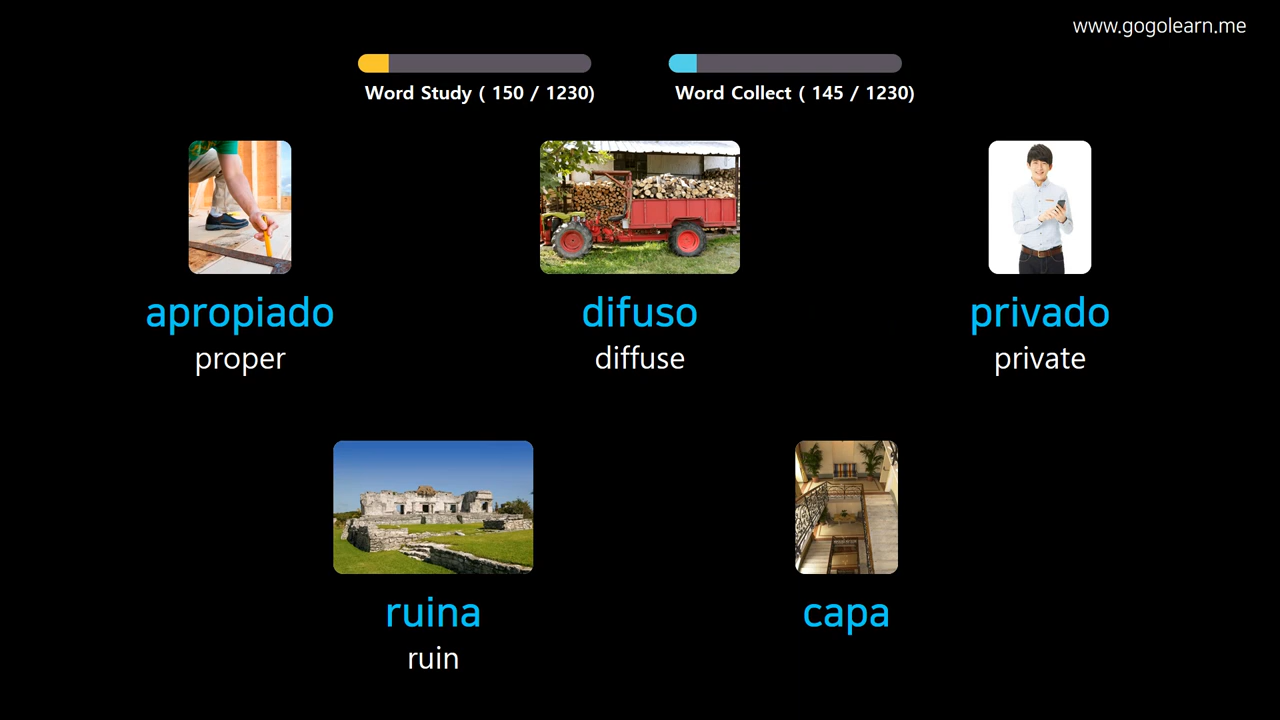 www.gogolearn.me
Word Study ( 150 / 1230)
Word Collect ( 145 / 1230)
apropiado
proper
difuso
diffuse
privado
private
ruina
ruin
capa